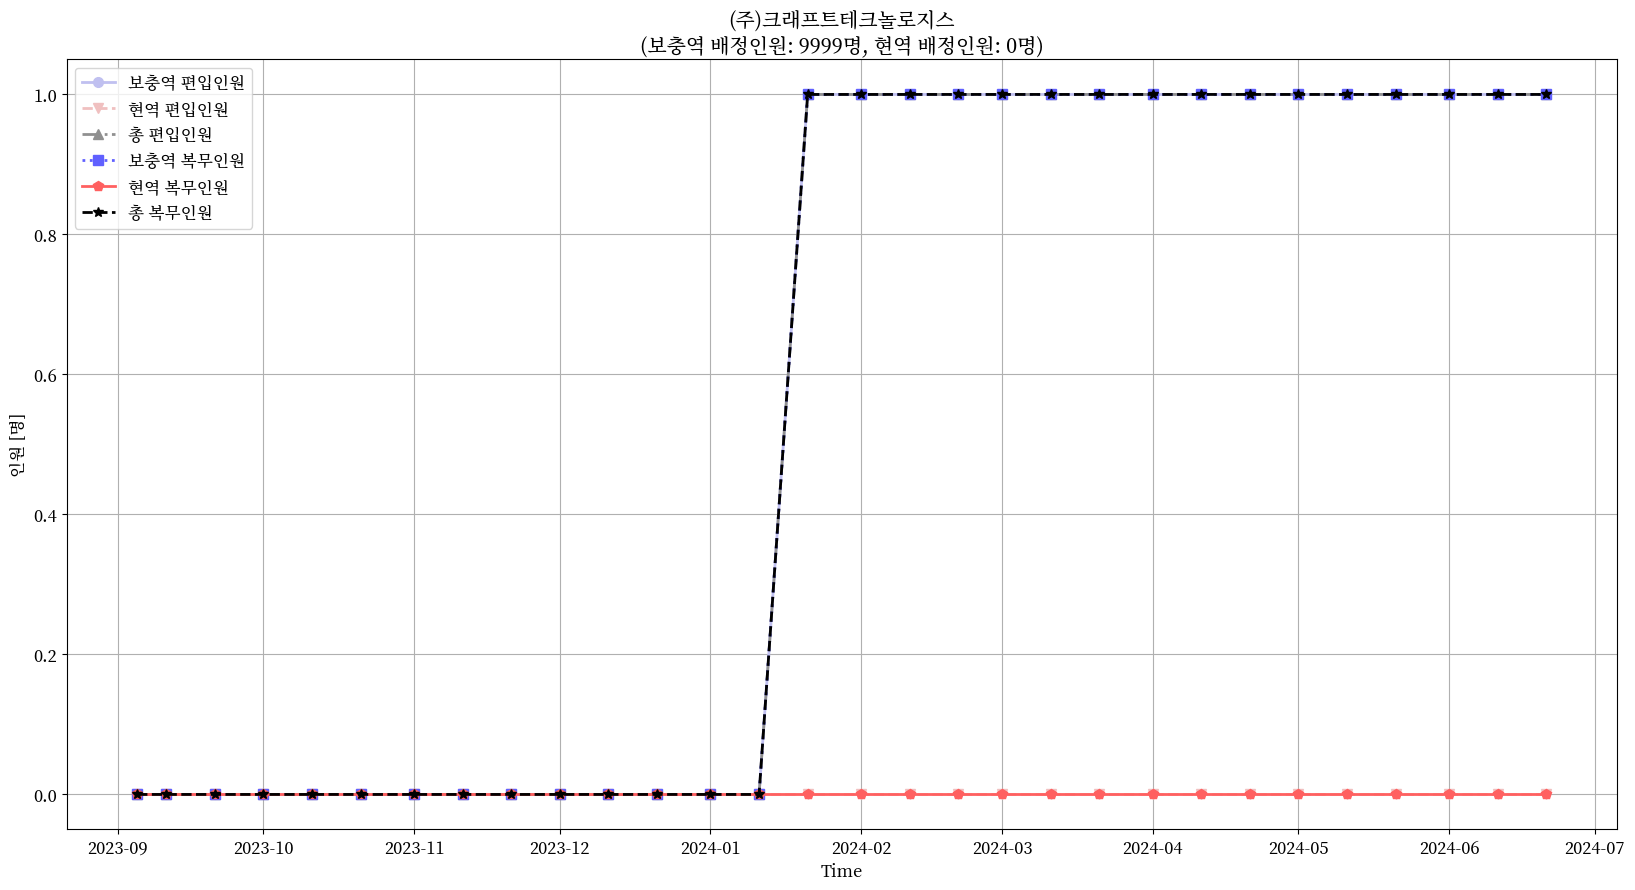 (주)크래프트테크놀로지스
(보충역 배정인원: 9999명, 현역 배정인원: 0명)
보충역 편입인원
현역 편입인원
총 편입인원
보충역 복무인원
현역 복무인원
총 복무인원
1.0
0.8
0.6
0.4
0.2
0.0
인원 [명]
2023-09 2023-10 2023-11 2023-12 2024-01 2024-02 2024-03 2024-04 2024-05 2024-06 2024-07
Time